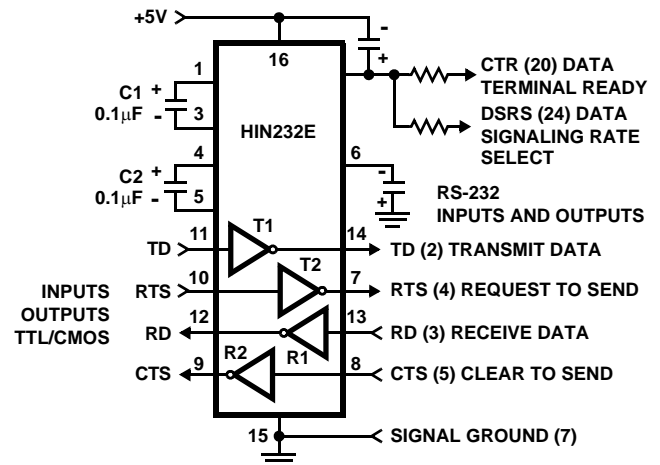 +5V
-
+
16
1
CTR (20) DATA
TERMINAL READY
C1
+
0.1μF
-
3
HIN232E
DSRS (24) DATA
SIGNALING RATE
SELECT
4
6
C2
+
0.1μF
-
5
-
+
RS-232
INPUTS AND OUTPUTS
T1
TD
11
14
TD (2) TRANSMIT DATA
T2
INPUTS
OUTPUTS
TTL/CMOS
RTS
10
7
RTS (4) REQUEST TO SEND
RD
12
13
RD (3) RECEIVE DATA
R1
R2
CTS
9
8
CTS (5) CLEAR TO SEND
15
SIGNAL GROUND (7)